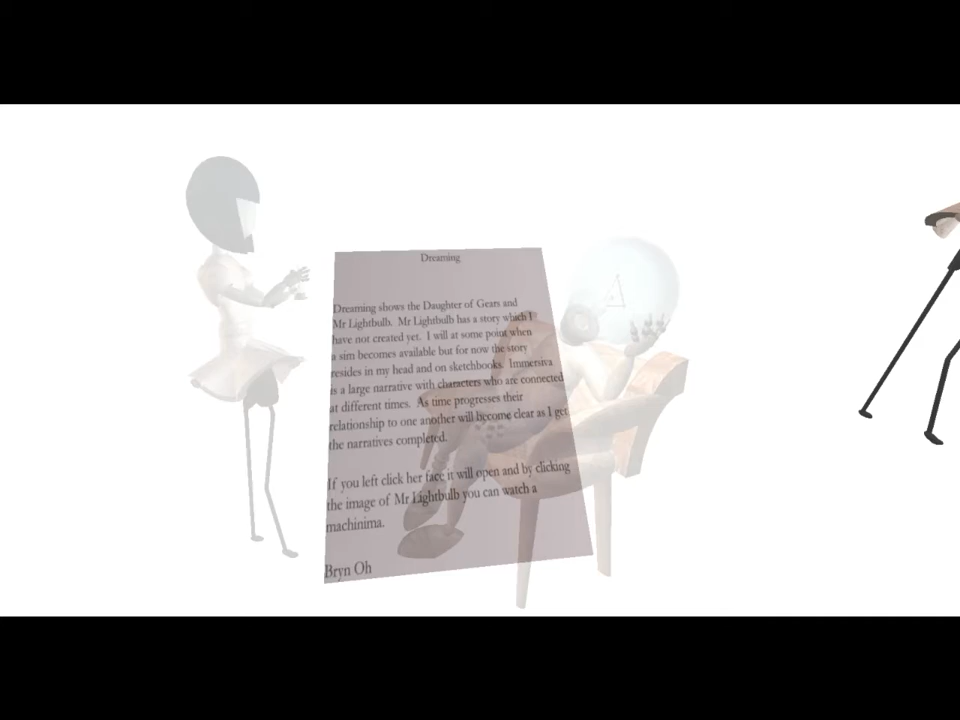 Dreaming
Dreaming shows the Daughter of Gears and
Mr Lightbulb. Mr Lightbulb has a story which I
have not created yet. I will at some point when
a sim becomes available but for now the story
resides in my head and on sketchbooks. Immersiva
is a large narrative with characters who are connected
at different times. As time progresses their
relationship to one another will become clear as I get
the narratives completed.
If you left click her face it will open and by clicking
the image of Mr Lightbulb you can watch a
machinima.
Bryn Oh